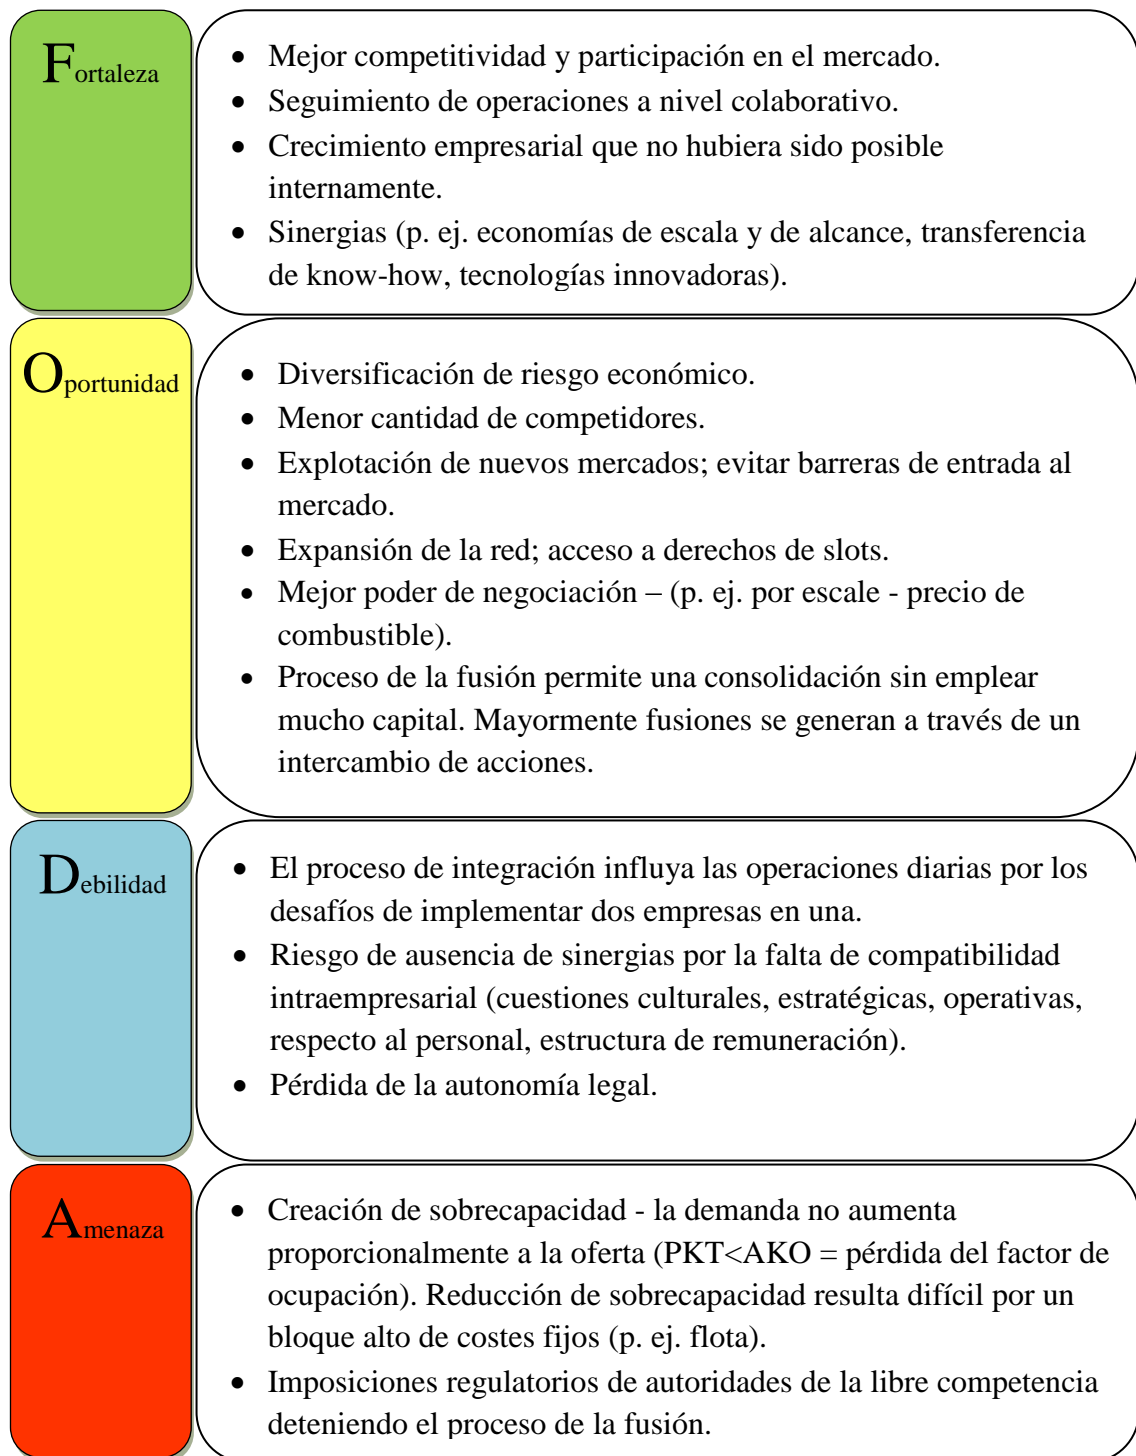 Fortaleza
• Mejor competitividad y participación en el mercado.
• Seguimiento de operaciones a nivel colaborativo.
• Crecimiento empresarial que no hubiera sido posible
internamente.
• Sinergias (p. ej. economías de escala y de alcance, transferencia
de know-how, tecnologías innovadoras).
Oportunidad
• Diversificación de riesgo económico.
• Menor cantidad de competidores.
• Explotación de nuevos mercados; evitar barreras de entrada al
mercado.
• Expansión de la red; acceso a derechos de slots.
• Mejor poder de negociación – (p. ej. por escale - precio de
combustible).
• Proceso de la fusión permite una consolidación sin emplear
mucho capital. Mayormente fusiones se generan a través de un
intercambio de acciones.
Debilidad
• El proceso de integración influya las operaciones diarias por los
desafíos de implementar dos empresas en una.
• Riesgo de ausencia de sinergias por la falta de compatibilidad
intraempresarial (cuestiones culturales, estratégicas, operativas,
respecto al personal, estructura de remuneración).
• Pérdida de la autonomía legal.
Amenaza
• Creación de sobrecapacidad - la demanda no aumenta
proporcionalmente a la oferta (PKT<AKO = pérdida del factor de
ocupación). Reducción de sobrecapacidad resulta difícil por un
bloque alto de costes fijos (p. ej. flota).
• Imposiciones regulatorios de autoridades de la libre competencia
deteniendo el proceso de la fusión.